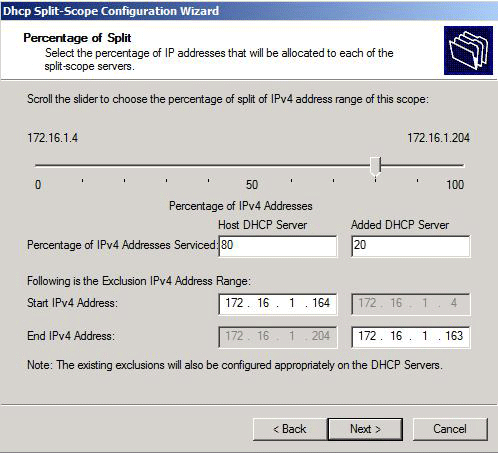 Dhcp Split-Scope Configuration Wizard
Percentage of Split
Select the percentage of IP addresses that will be allocated to each of the
split-scope servers.
Scroll the slider to choose the percentage of split of IPv4 address range of this scope:
172.16.1.4 172.16.1.204
0 50 100
Percentage of IPv4 Addresses
Host DHCP Server Added DHCP Server
Percentage of IPv4 Addresses Serviced: 80 20
Following is the Exclusion IPv4 Address Range:
Start IPv4 Address: 172 . 16 . 1 . 164 172 . 16 . 1 . 4
End IPv4 Address: 172 . 16 . 1 . 204 172 . 16 . 1 . 163
Note: The existing exclusions will also be configured appropriately on the DHCP Servers.
< Back Next > Cancel